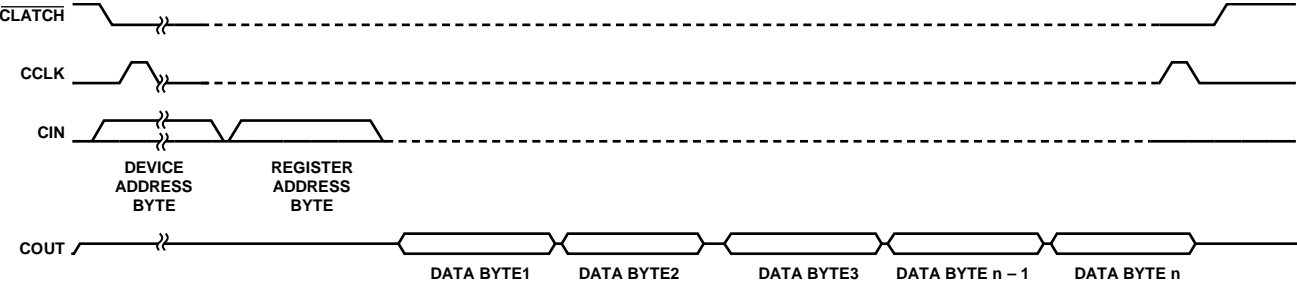 CLATCH
CCLK
CIN
DEVICE
ADDRESS
BYTE
REGISTER
ADDRESS
BYTE
COUT
DATA BYTE1 DATA BYTE2 DATA BYTE3 DATA BYTE n – 1 DATA BYTE n